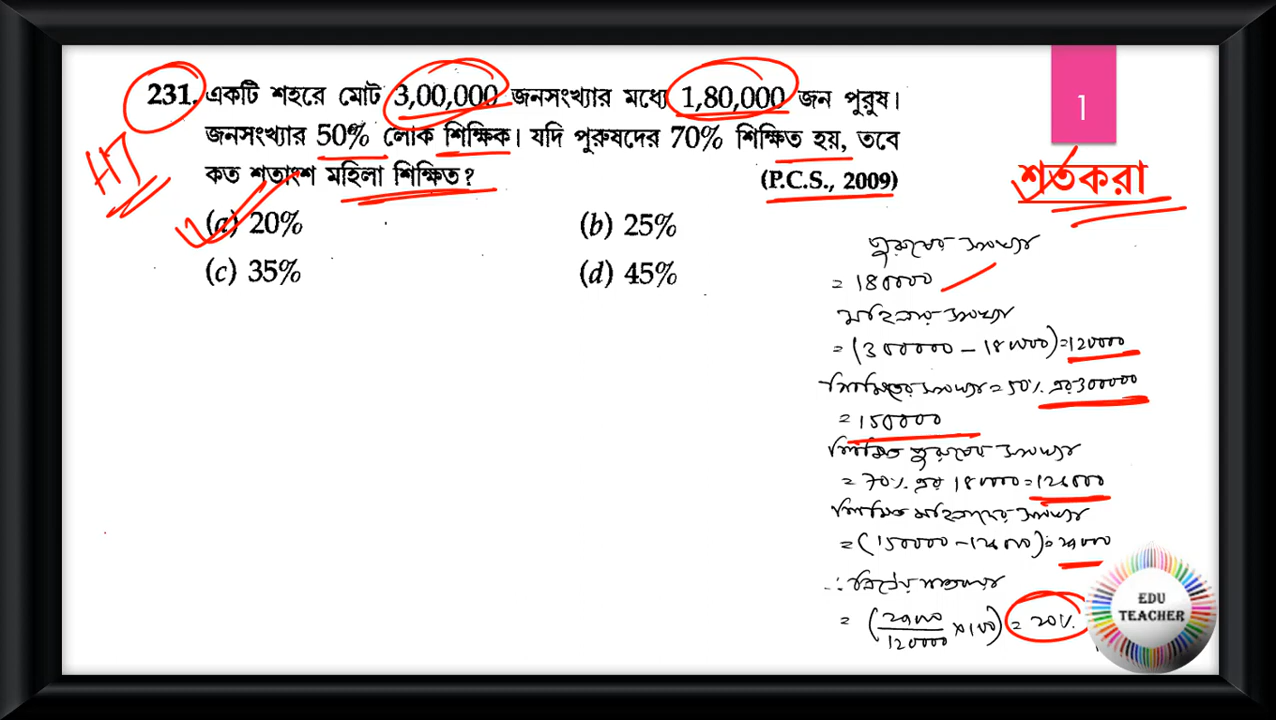 231. একটি শহরে মোট 3,00,000 জনসংখ্যার মধ্যে 1,80,000 জন পুরুষ।
জনসংখ্যার 50% লোক শিক্ষিক। যদি পুরুষদের 70% শিক্ষিত হয়, তবে
কত শতাংশ মহিলা শিক্ষিত?
(P.C.S., 2009)
(a) 20%
(b) 25%
(c) 35%
(d) 45%
1
শর্তকরা
পুরুষের সংখ্যা
= 180000
মহিলার সংখ্যা
= (300000 – 180000) = 120000
শিক্ষিতের সংখ্যা = 50% এর 300000
= 150000
শিক্ষিত পুরুষের সংখ্যা
= 70% এর 180000 = 126000
শিক্ষিত মহিলাদের সংখ্যা
= (150000 – 126000) = 24000
= (24000/120000 × 100) = 20%
EDU
TEACHER